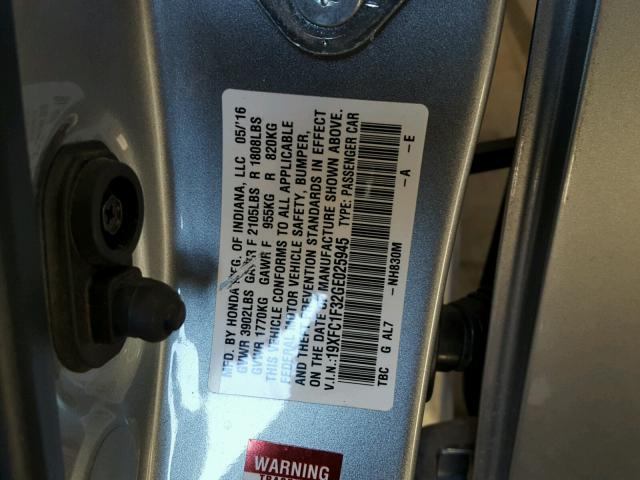 MFD. BY HONDA MFG. OF INDIANA, LLC 05/'16
GVWR 3902LBS GAWR F 2105LBS R 1808LBS
GVWR 1770KG GAWR F 955KG R 820KG
THIS VEHICLE CONFORMS TO ALL APPLICABLE
FEDERAL MOTOR VEHICLE SAFETY, BUMPER,
AND THEFT PREVENTION STANDARDS IN EFFECT
ON THE DATE OF MANUFACTURE SHOWN ABOVE.
V.I.N.:19XFC1F32GE025945 TYPE: PASSENGER CAR
-NH830M -A -E
TBC G AL7
WARNING